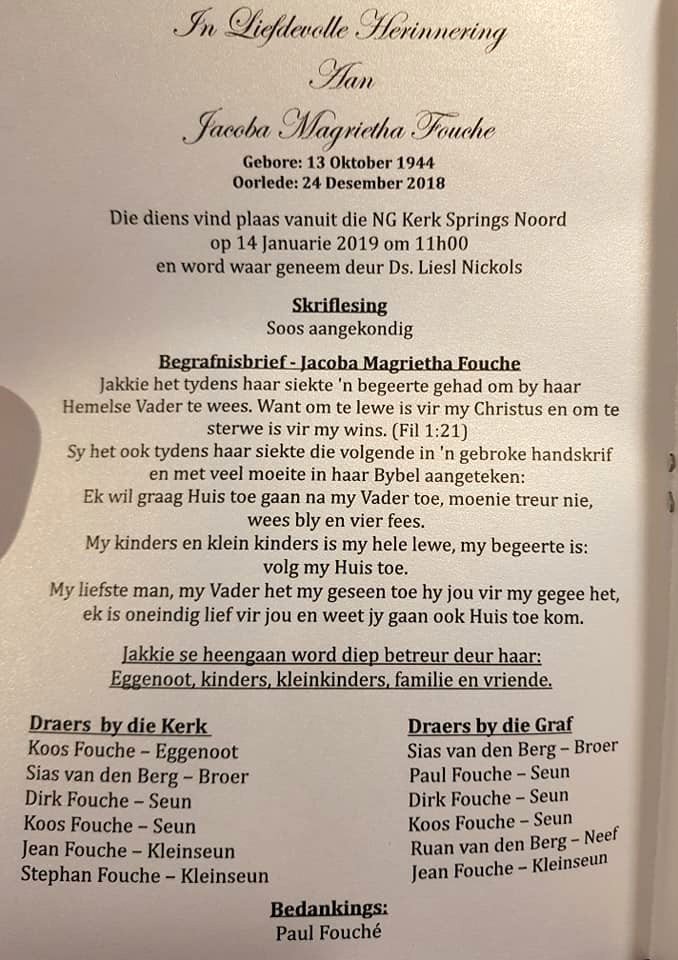 In Liefdevolle Herinnering
Aan
Jacoba Magrietha Fouche
Gebore: 13 Oktober 1944
Oorlede: 24 Desember 2018
Die diens vind plaas vanuit die NG Kerk Springs Noord
op 14 Januarie 2019 om 11h00
en word waar geneem deur Ds. Liesl Nickols
Skriflesing
Soos aangekondig
Begrafnisbrief - Jacoba Magrietha Fouche
Jakkie het tydens haar siekte 'n begeerte gehad om by haar
Hemelse Vader te wees. Want om te lewe is vir my Christus en om te
sterwe is vir my wins. (Fil 1:21)
Sy het ook tydens haar siekte die volgende in 'n gebroke handskrif
en met veel moeite in haar Bybel aangeteken:
Ek wil graag Huis toe gaan na my Vader toe, moenie treur nie,
wees bly en vier fees.
My kinders en klein kinders is my hele lewe, my begeerte is:
volg my Huis toe.
My liefste man, my Vader het my geseen toe hy jou vir my gegee het,
ek is oneindig lief vir jou en weet jy gaan ook Huis toe kom.
Jakkie se heengaan word diep betreur deur haar:
Eggenoot, kinders, kleinkinders, familie en vriende.
Draers by die Kerk
Koos Fouche – Eggenoot
Sias van den Berg – Broer
Dirk Fouche – Seun
Koos Fouche – Seun
Jean Fouche – Kleinseun
Stephan Fouche – Kleinseun
Draers by die Graf
Sias van den Berg – Broer
Paul Fouche – Seun
Dirk Fouche – Seun
Koos Fouche – Seun
Ruan van den Berg – Neef
Jean Fouche – Kleinseun
Bedankings:
Paul Fouché